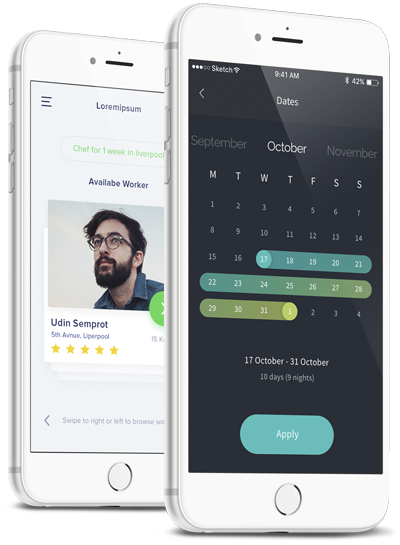 Loremipsum
Chef for 1 week in liverpool
Availabe Worker
Udin Semprot
5th Avnue, Liperpool
15 K
Swipe to right or left to browse wo
Sketch
9:41 AM
42%
Dates
September October November
M T W T F S S
1 2 3 4 5 6 7
8 9 10 11 12 13 14
15 16 17 18 19 20 21
22 23 24 25 26 27 28
29 30 31 1 2 3 4
17 October - 31 October
10 days (9 nights)
Apply